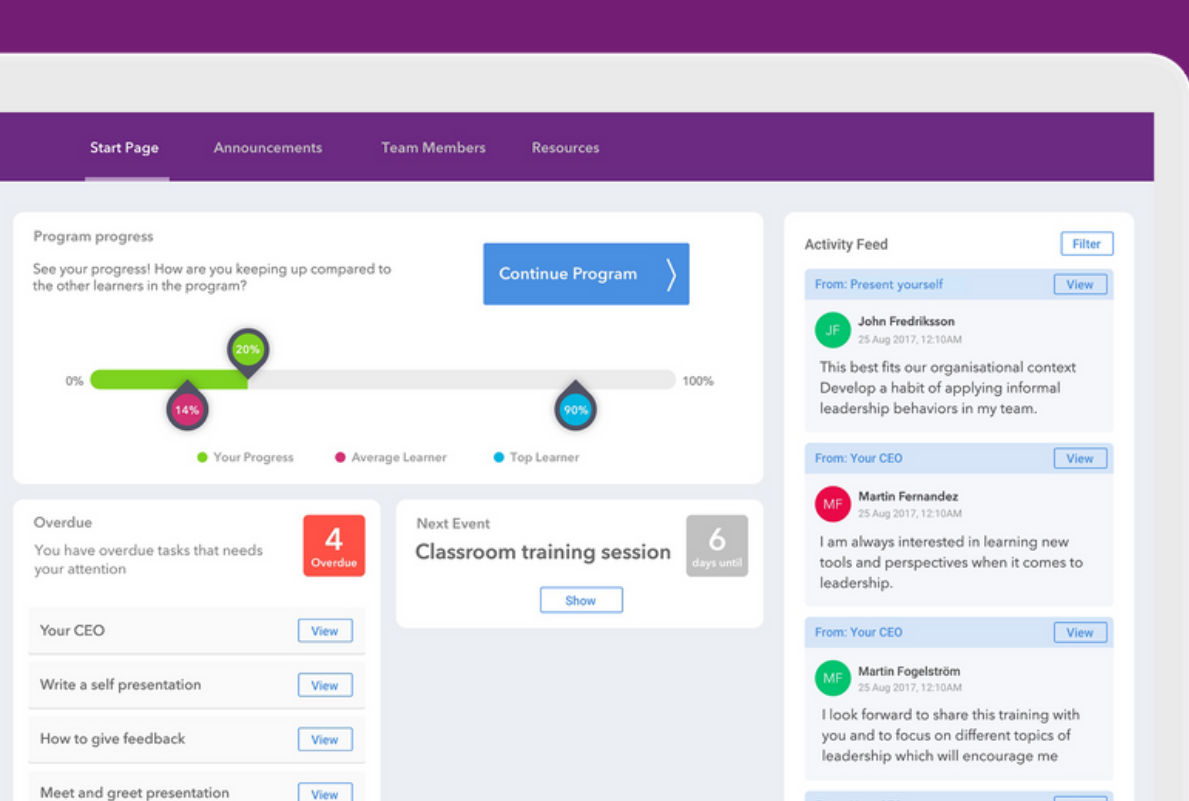 Start Page
Announcements
Team Members
Resources
Program progress
See your progress! How are you keeping up compared to
the other learners in the program?
Continue Program
20%
0%
100%
14%
90%
Your Progress
Average Learner
Top Learner
Overdue
You have overdue tasks that needs
your attention
4
Overdue
Your CEO
View
Write a self presentation
View
How to give feedback
View
Meet and greet presentation
View
Next Event
Classroom training session
6
days until
Show
Activity Feed
Filter
From: Present yourself
View
JF
John Fredriksson
25 Aug 2017, 12:10AM
This best fits our organisational context
Develop a habit of applying informal
leadership behaviors in my team.
From: Your CEO
View
MF
Martin Fernandez
25 Aug 2017, 12:10AM
I am always interested in learning new
tools and perspectives when it comes to
leadership.
From: Your CEO
View
MF
Martin Fogelström
25 Aug 2017, 12:10AM
I look forward to share this training with
you and to focus on different topics of
leadership which will encourage me